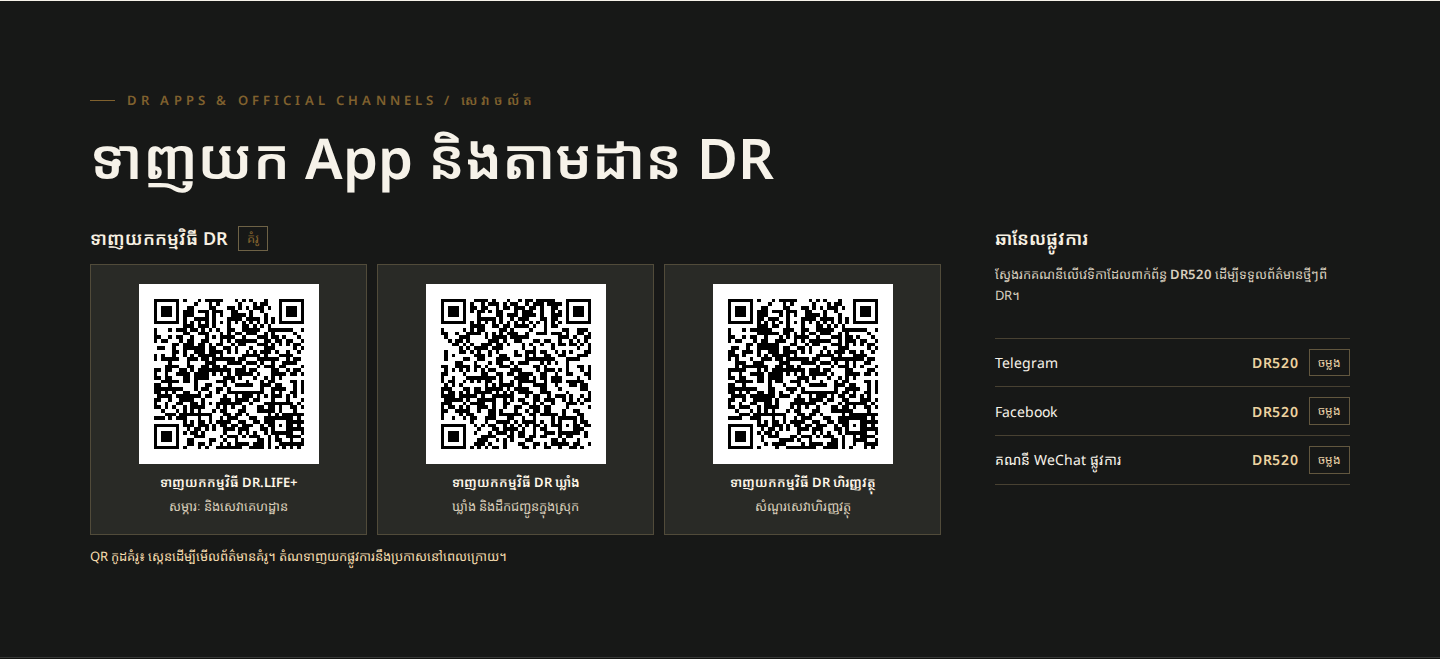 DR APPS & OFFICIAL CHANNELS / សេវាចល័ត
ទាញយក App និងតាមដាន DR
ទាញយកកម្មវិធី DR
គំរូ
ទាញយកកម្មវិធី DR.LIFE+
សម្ភារៈ និងសេវាគេហដ្ឋាន
ទាញយកកម្មវិធី DR ឃ្លាំង
ឃ្លាំង និងដឹកជញ្ជូនក្នុងស្រុក
ទាញយកកម្មវិធី DR ហិរញ្ញវត្ថុ
សំណួរសេវាហិរញ្ញវត្ថុ
QR កូដគំរូ៖ ស្កេនដើម្បីមើលព័ត៌មានគំរូ។ តំណទាញយកផ្លូវការនឹងប្រកាសនៅពេលក្រោយ។
ឆានែលផ្លូវការ
ស្វែងរកគណនីលើវេទិកាដែលពាក់ព័ន្ធ DR520 ដើម្បីទទួលព័ត៌មានថ្មីៗពី
DR។
Telegram DR520 ចម្លង
Facebook DR520 ចម្លង
គណនី WeChat ផ្លូវការ DR520 ចម្លង